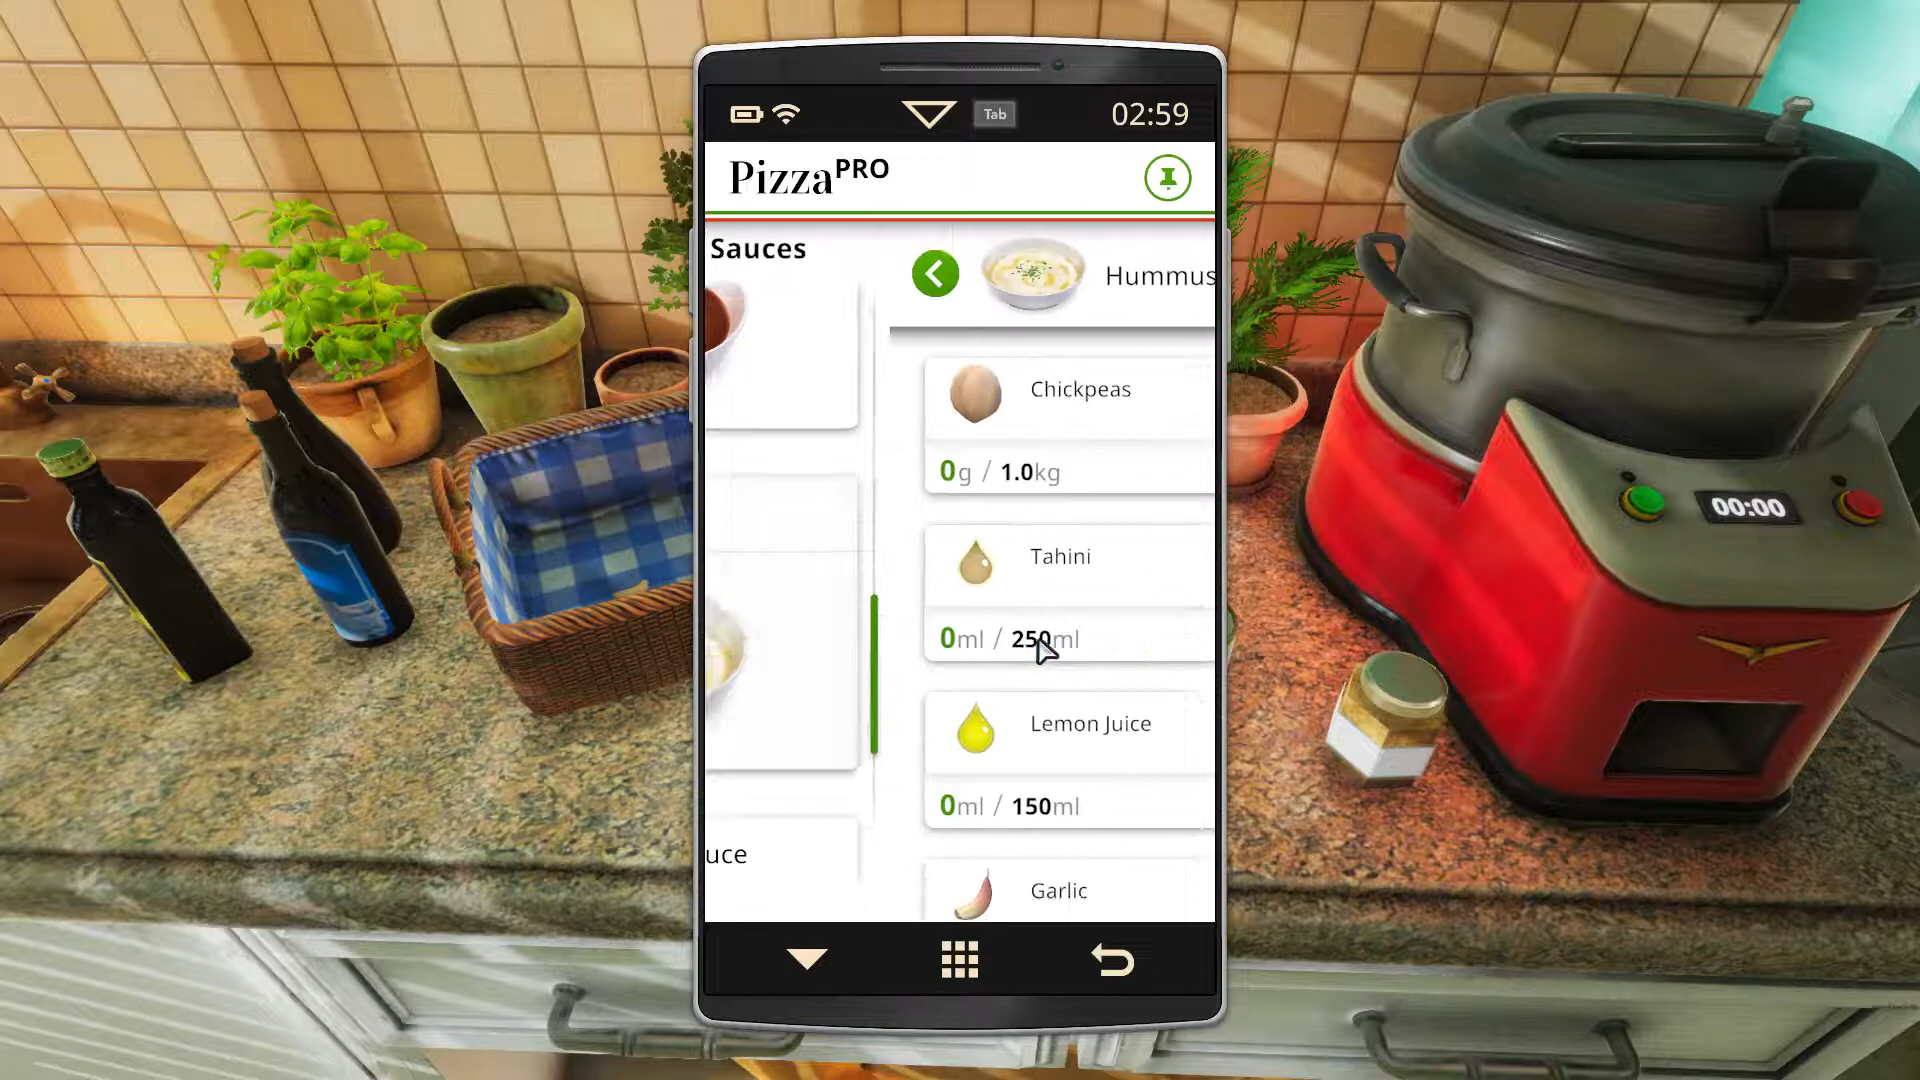 Tab
02:59
PizzaPRO
Sauces
Hummus
Chickpeas
0g / 1.0kg
Tahini
0ml / 250ml
Lemon Juice
0ml / 150ml
uce
Garlic
00:00